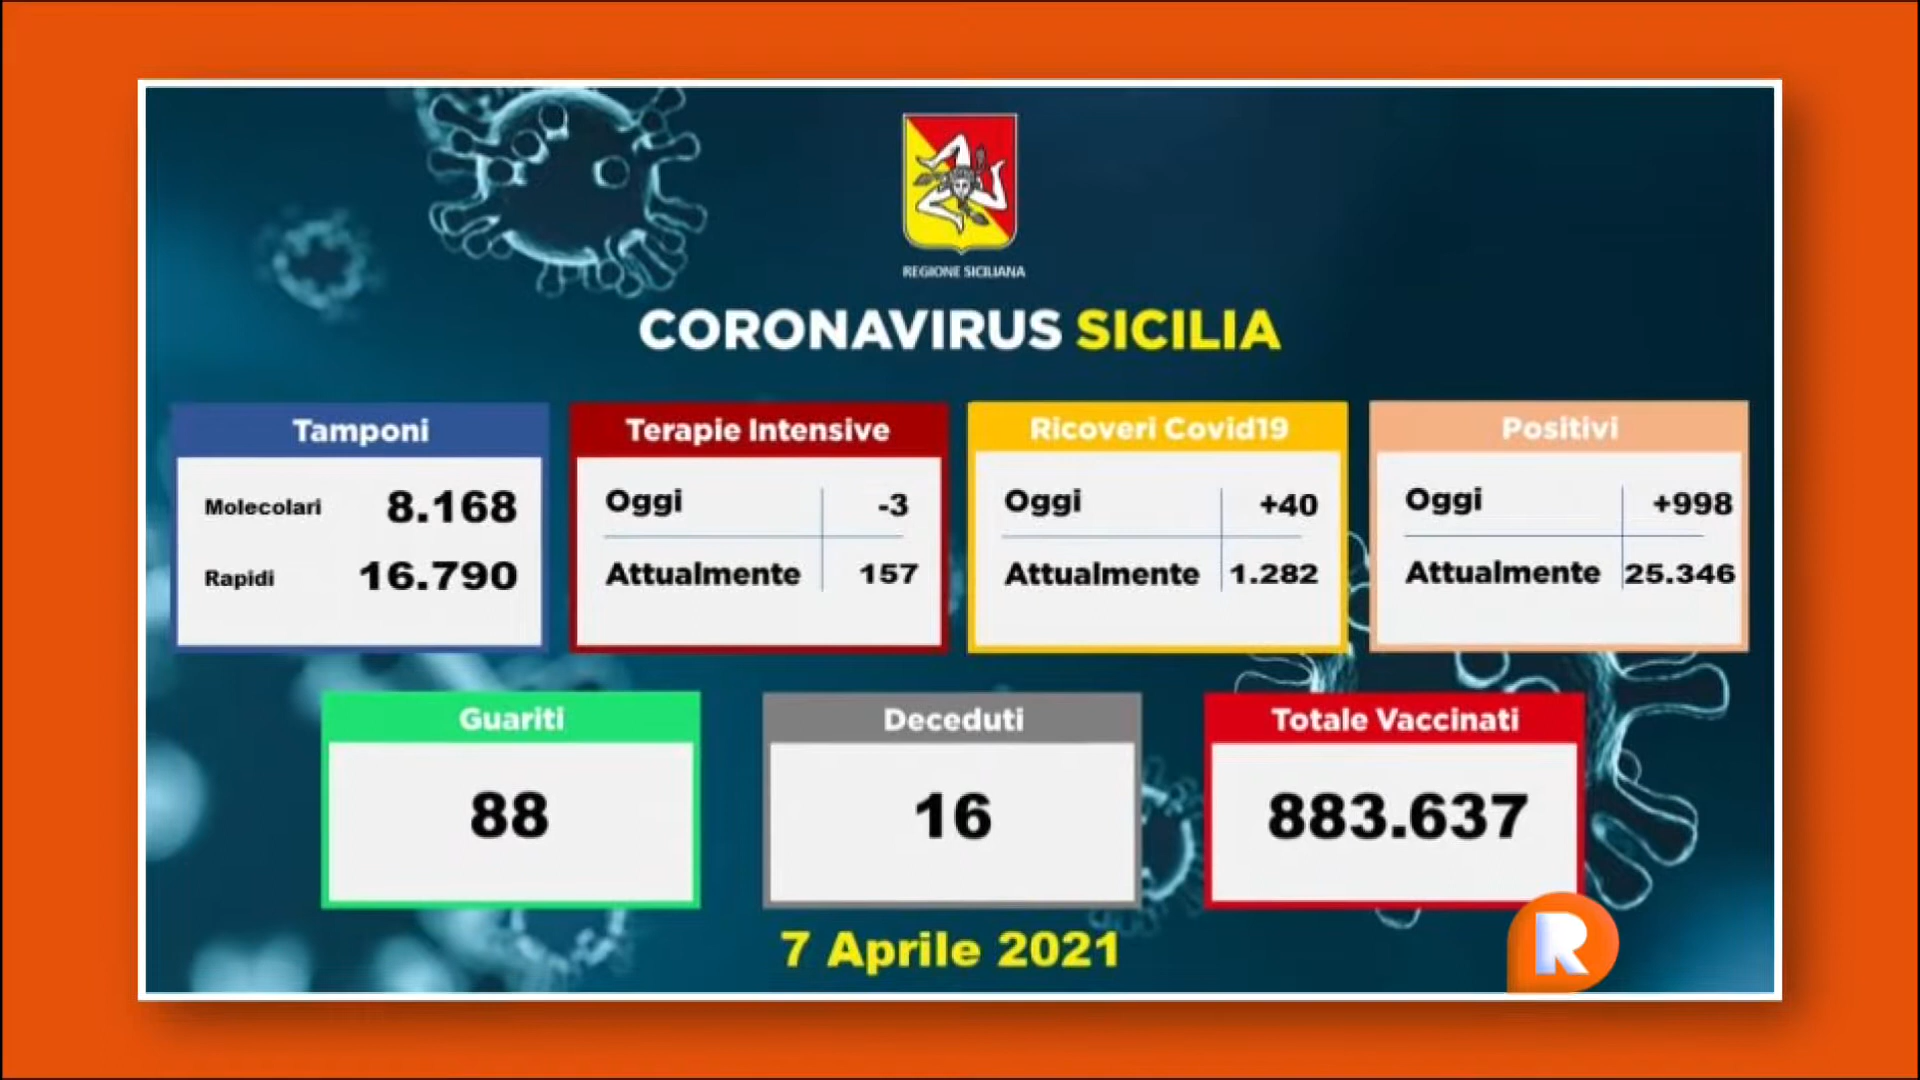 REGIONE SICILIANA
CORONAVIRUS SICILIA
Tamponi
Molecolari 8.168
Rapidi 16.790
Terapie Intensive
Oggi -3
Attualmente 157
Ricoveri Covid19
Oggi +40
Attualmente 1.282
Positivi
Oggi +998
Attualmente 25.346
Guariti
88
Deceduti
16
Totale Vaccinati
883.637
7 Aprile 2021
R